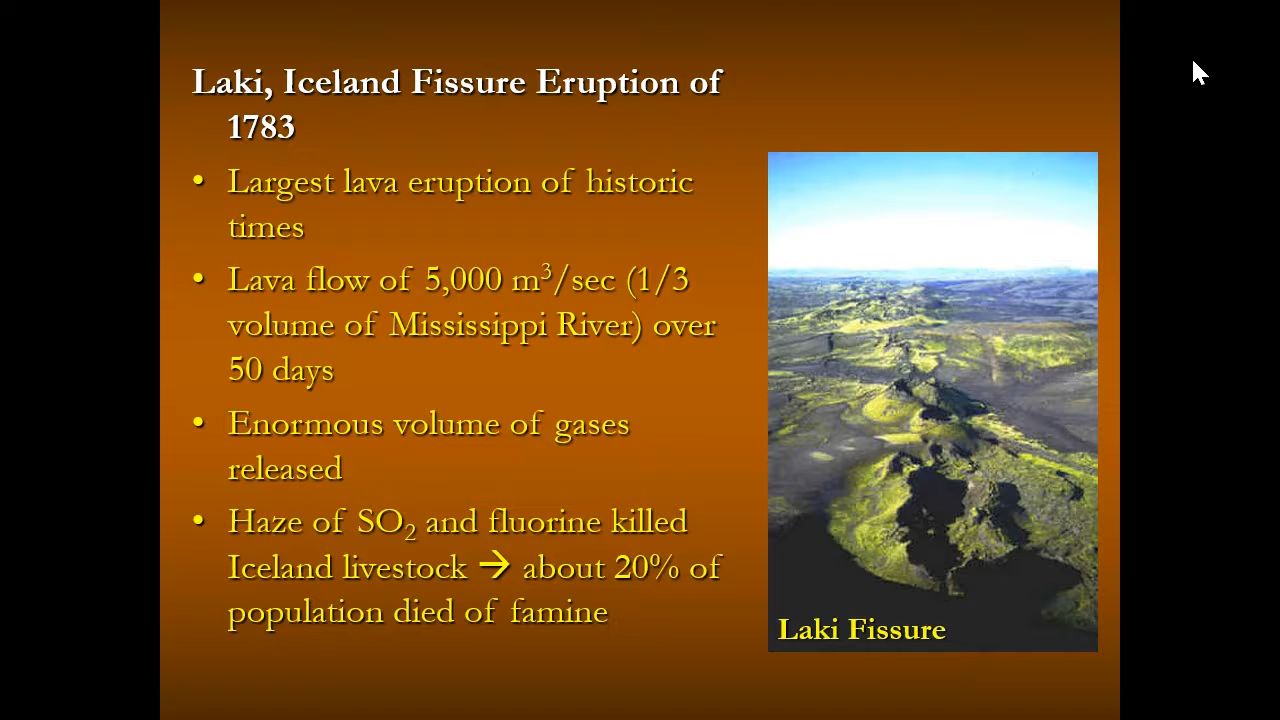 Laki, Iceland Fissure Eruption of
1783
• Largest lava eruption of historic
times
• Lava flow of 5,000 m³/sec (1/3
volume of Mississippi River) over
50 days
• Enormous volume of gases
released
• Haze of SO₂ and fluorine killed
Iceland livestock → about 20% of
population died of famine
Laki Fissure